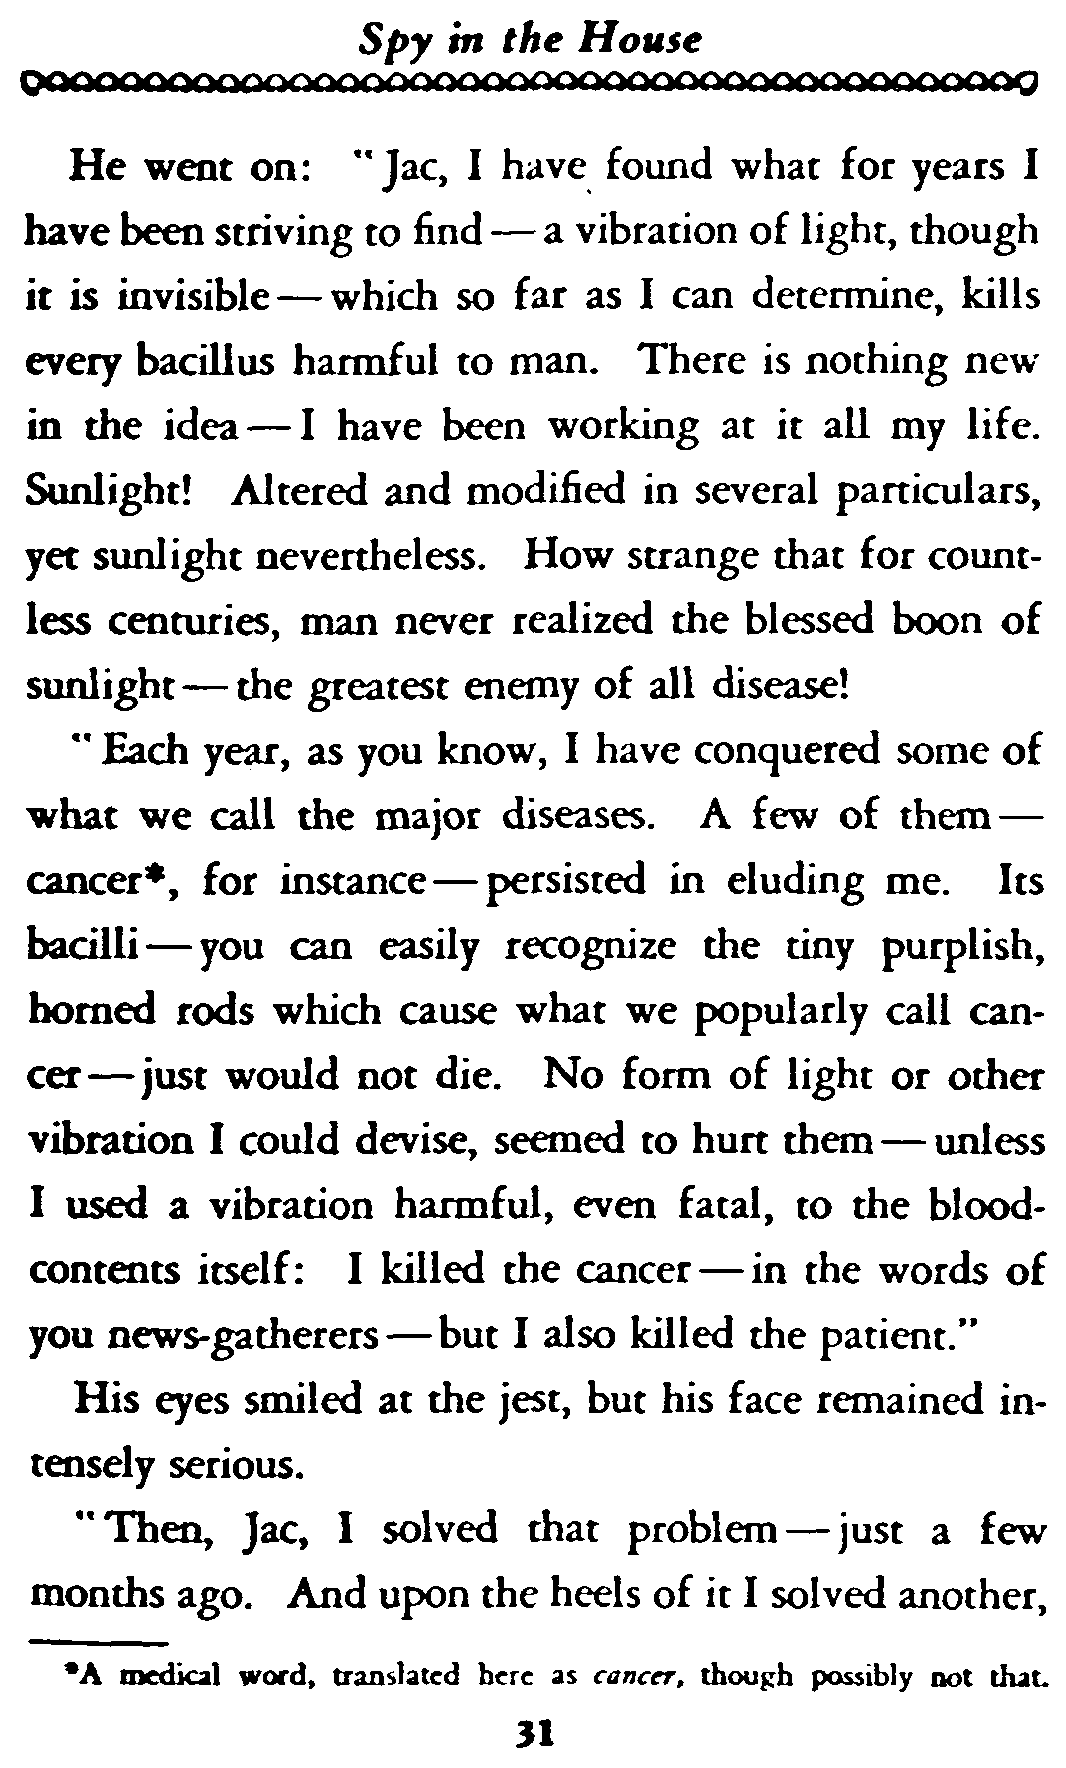 Spy in the House
He went on: "Jac, I have found what for years I
have been striving to find—a vibration of light, though
it is invisible—which so far as I can determine, kills
every bacillus harmful to man. There is nothing new
in the idea—I have been working at it all my life.
Sunlight! Altered and modified in several particulars,
yet sunlight nevertheless. How strange that for count-
less centuries, man never realized the blessed boon of
sunlight—the greatest enemy of all disease!
"Each year, as you know, I have conquered some of
what we call the major diseases. A few of them—
cancer*, for instance—persisted in eluding me. Its
bacilli—you can easily recognize the tiny purplish,
horned rods which cause what we popularly call can-
cer—just would not die. No form of light or other
vibration I could devise, seemed to hurt them—unless
I used a vibration harmful, even fatal, to the blood-
contents itself: I killed the cancer—in the words of
you news-gatherers—but I also killed the patient."
His eyes smiled at the jest, but his face remained in-
tensely serious.
"Then, Jac, I solved that problem—just a few
months ago. And upon the heels of it I solved another,
*A medical word, translated here as cancer, though possibly not that.
31